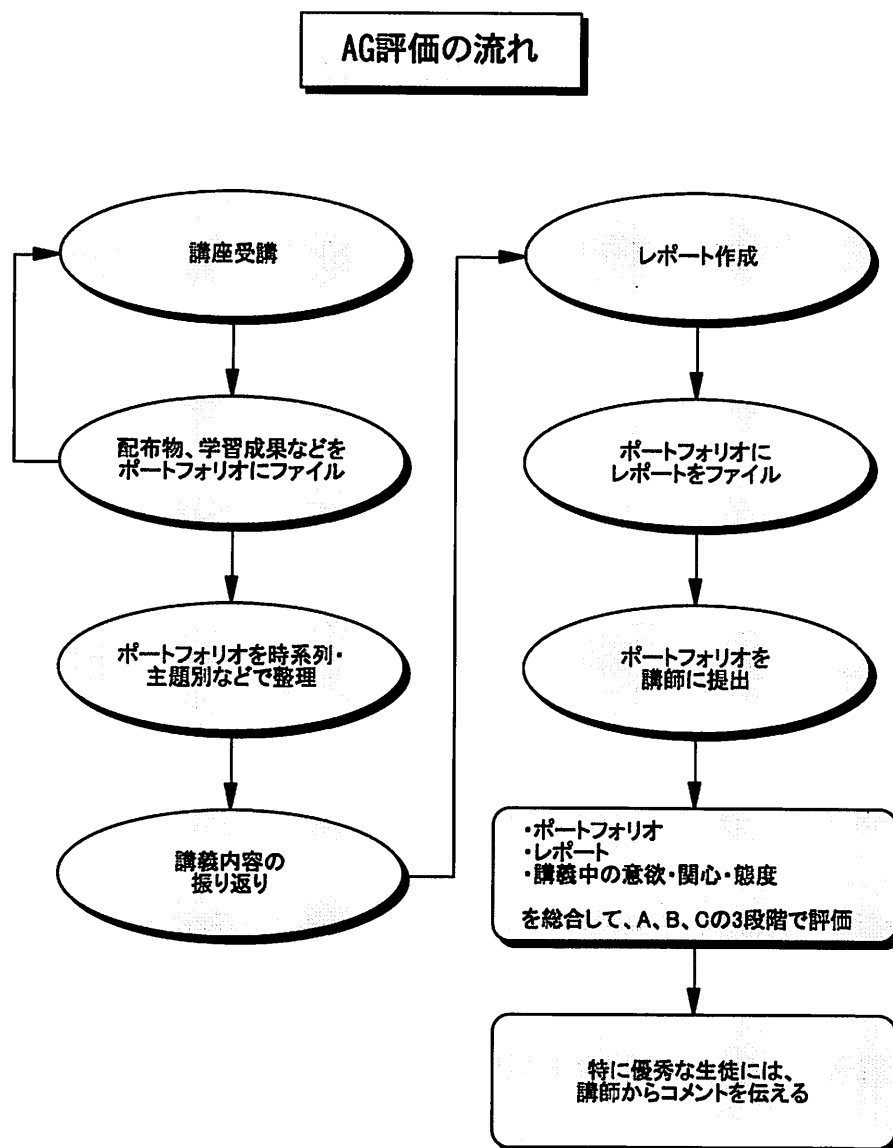 AG評価の流れ
講座受講
配布物、学習成果などを
ポートフォリオにファイル
ポートフォリオを時系列・
主題別などで整理
講義内容の
振り返り
レポート作成
ポートフォリオに
レポートをファイル
ポートフォリオを
講師に提出
・ポートフォリオ
・レポート
・講義中の意欲・関心・態度
を総合して、A、B、Cの3段階で評価
特に優秀な生徒には、
講師からコメントを伝える